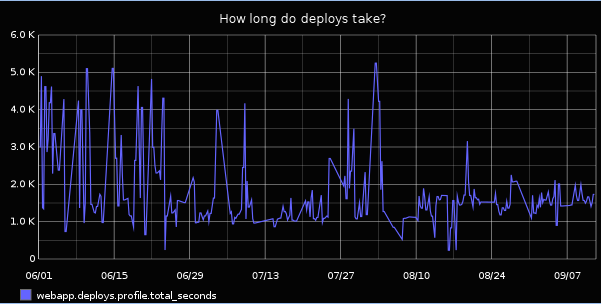 How long do deploys take?
6.0 K
5.0 K
4.0 K
3.0 K
2.0 K
1.0 K
0
06/01 06/15 06/29 07/13 07/27 08/10 08/24 09/07
webapp.deploys.profile.total_seconds